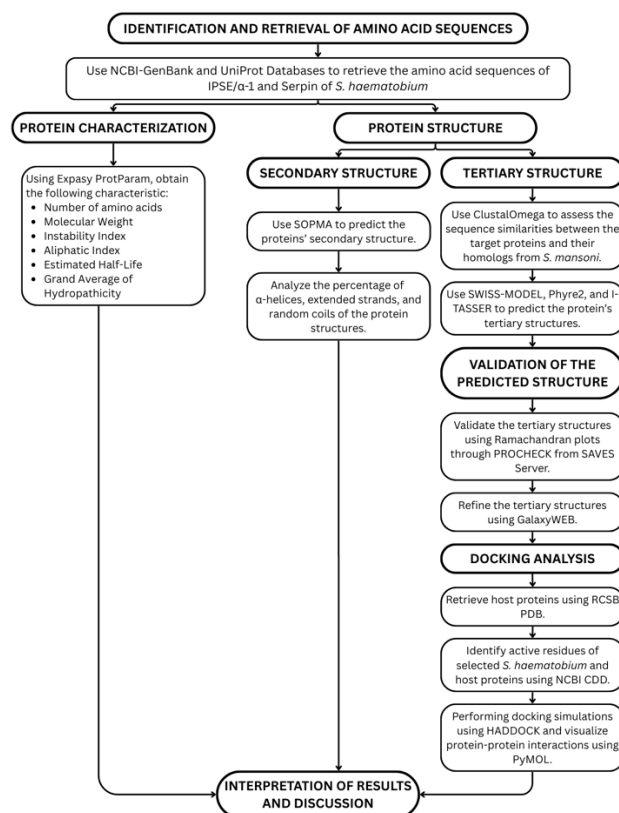 IDENTIFICATION AND RETRIEVAL OF AMINO ACID SEQUENCES
Use NCBI-GenBank and UniProt Databases to retrieve the amino acid sequences of
IPSE/α-1 and Serpin of S. haematobium
PROTEIN CHARACTERIZATION
Using Expasy ProtParam, obtain
the following characteristic:
• Number of amino acids
• Molecular Weight
• Instability Index
• Aliphatic Index
• Estimated Half-Life
• Grand Average of
Hydropathicity
PROTEIN STRUCTURE
SECONDARY STRUCTURE
Use SOPMA to predict the
proteins' secondary structure.
Analyze the percentage of
α-helices, extended strands, and
random coils of the protein
structures.
TERTIARY STRUCTURE
Use ClustalOmega to assess the
sequence similarities between the
target proteins and their
homologs from S. mansoni.
Use SWISS-MODEL, Phyre2, and I-
TASSER to predict the protein's
tertiary structures.
VALIDATION OF THE
PREDICTED STRUCTURE
Validate the tertiary structures
using Ramachandran plots
through PROCHECK from SAVES
Server.
Refine the tertiary structures
using GalaxyWEB.
DOCKING ANALYSIS
Retrieve host proteins using RCSB
PDB.
Identify active residues of
selected S. haematobium and
host proteins using NCBI CDD.
Performing docking simulations
using HADDOCK and visualize
protein-protein interactions using
PyMOL.
INTERPRETATION OF RESULTS
AND DISCUSSION